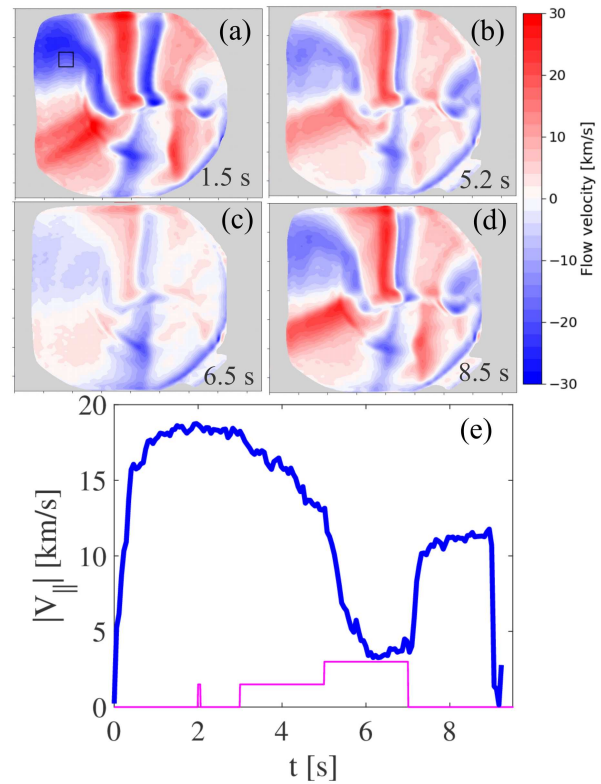 (a)
(b)
1.5 s
5.2 s
(c)
(d)
6.5 s
8.5 s
30
20
10
0
−10
−20
−30
Flow velocity [km/s]
(e)
20
15
10
5
0
|V∥| [km/s]
0 2 4 6 8
t [s]